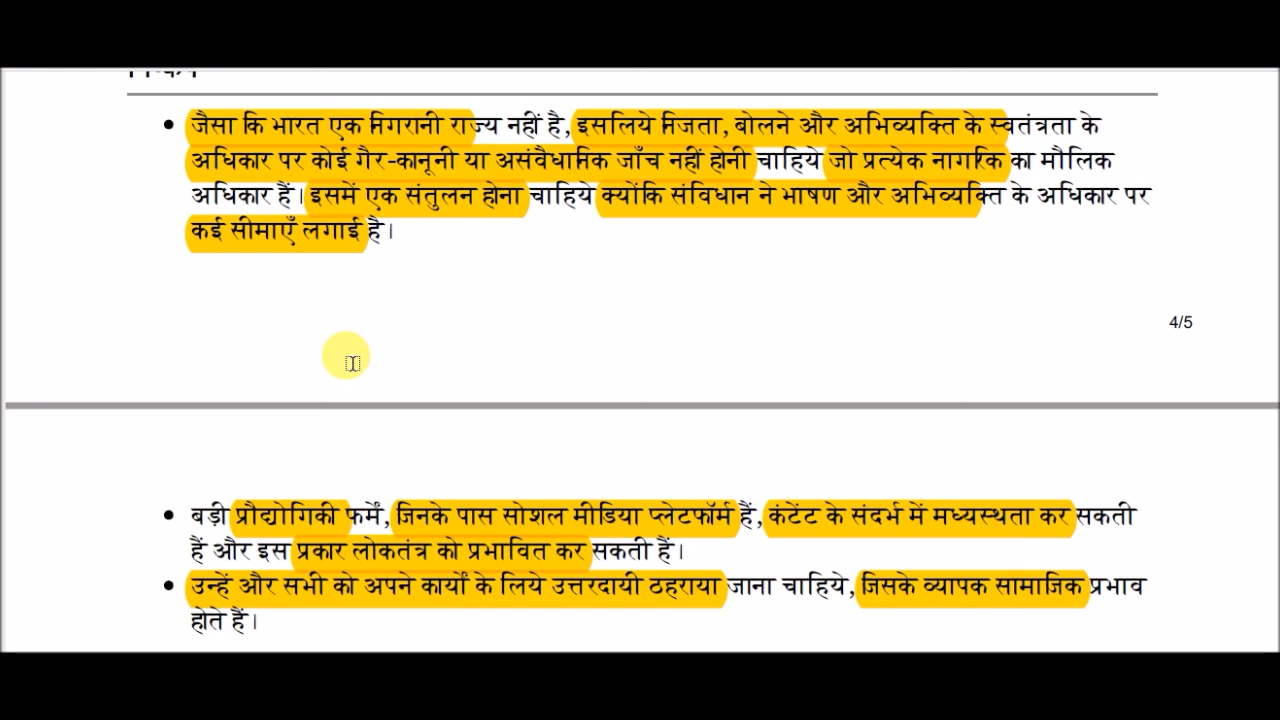 जैसा कि भारत एक निगरानी राज्य नहीं है, इसलिये निजता, बोलने और अभिव्यक्ति के स्वतंत्रता के
अधिकार पर कोई गैर-कानूनी या असंवैधानिक जाँच नहीं होनी चाहिये जो प्रत्येक नागरिक का मौलिक
अधिकार हैं। इसमें एक संतुलन होना चाहिये क्योंकि संविधान ने भाषण और अभिव्यक्ति के अधिकार पर
कई सीमाएँ लगाई है।
4/5
बड़ी प्रौद्योगिकी फर्में, जिनके पास सोशल मीडिया प्लेटफॉर्म हैं, कंटेंट के संदर्भ में मध्यस्थता कर सकती
हैं और इस प्रकार लोकतंत्र को प्रभावित कर सकती हैं।
उन्हें और सभी को अपने कार्यों के लिये उत्तरदायी ठहराया जाना चाहिये, जिसके व्यापक सामाजिक प्रभाव
होते हैं।